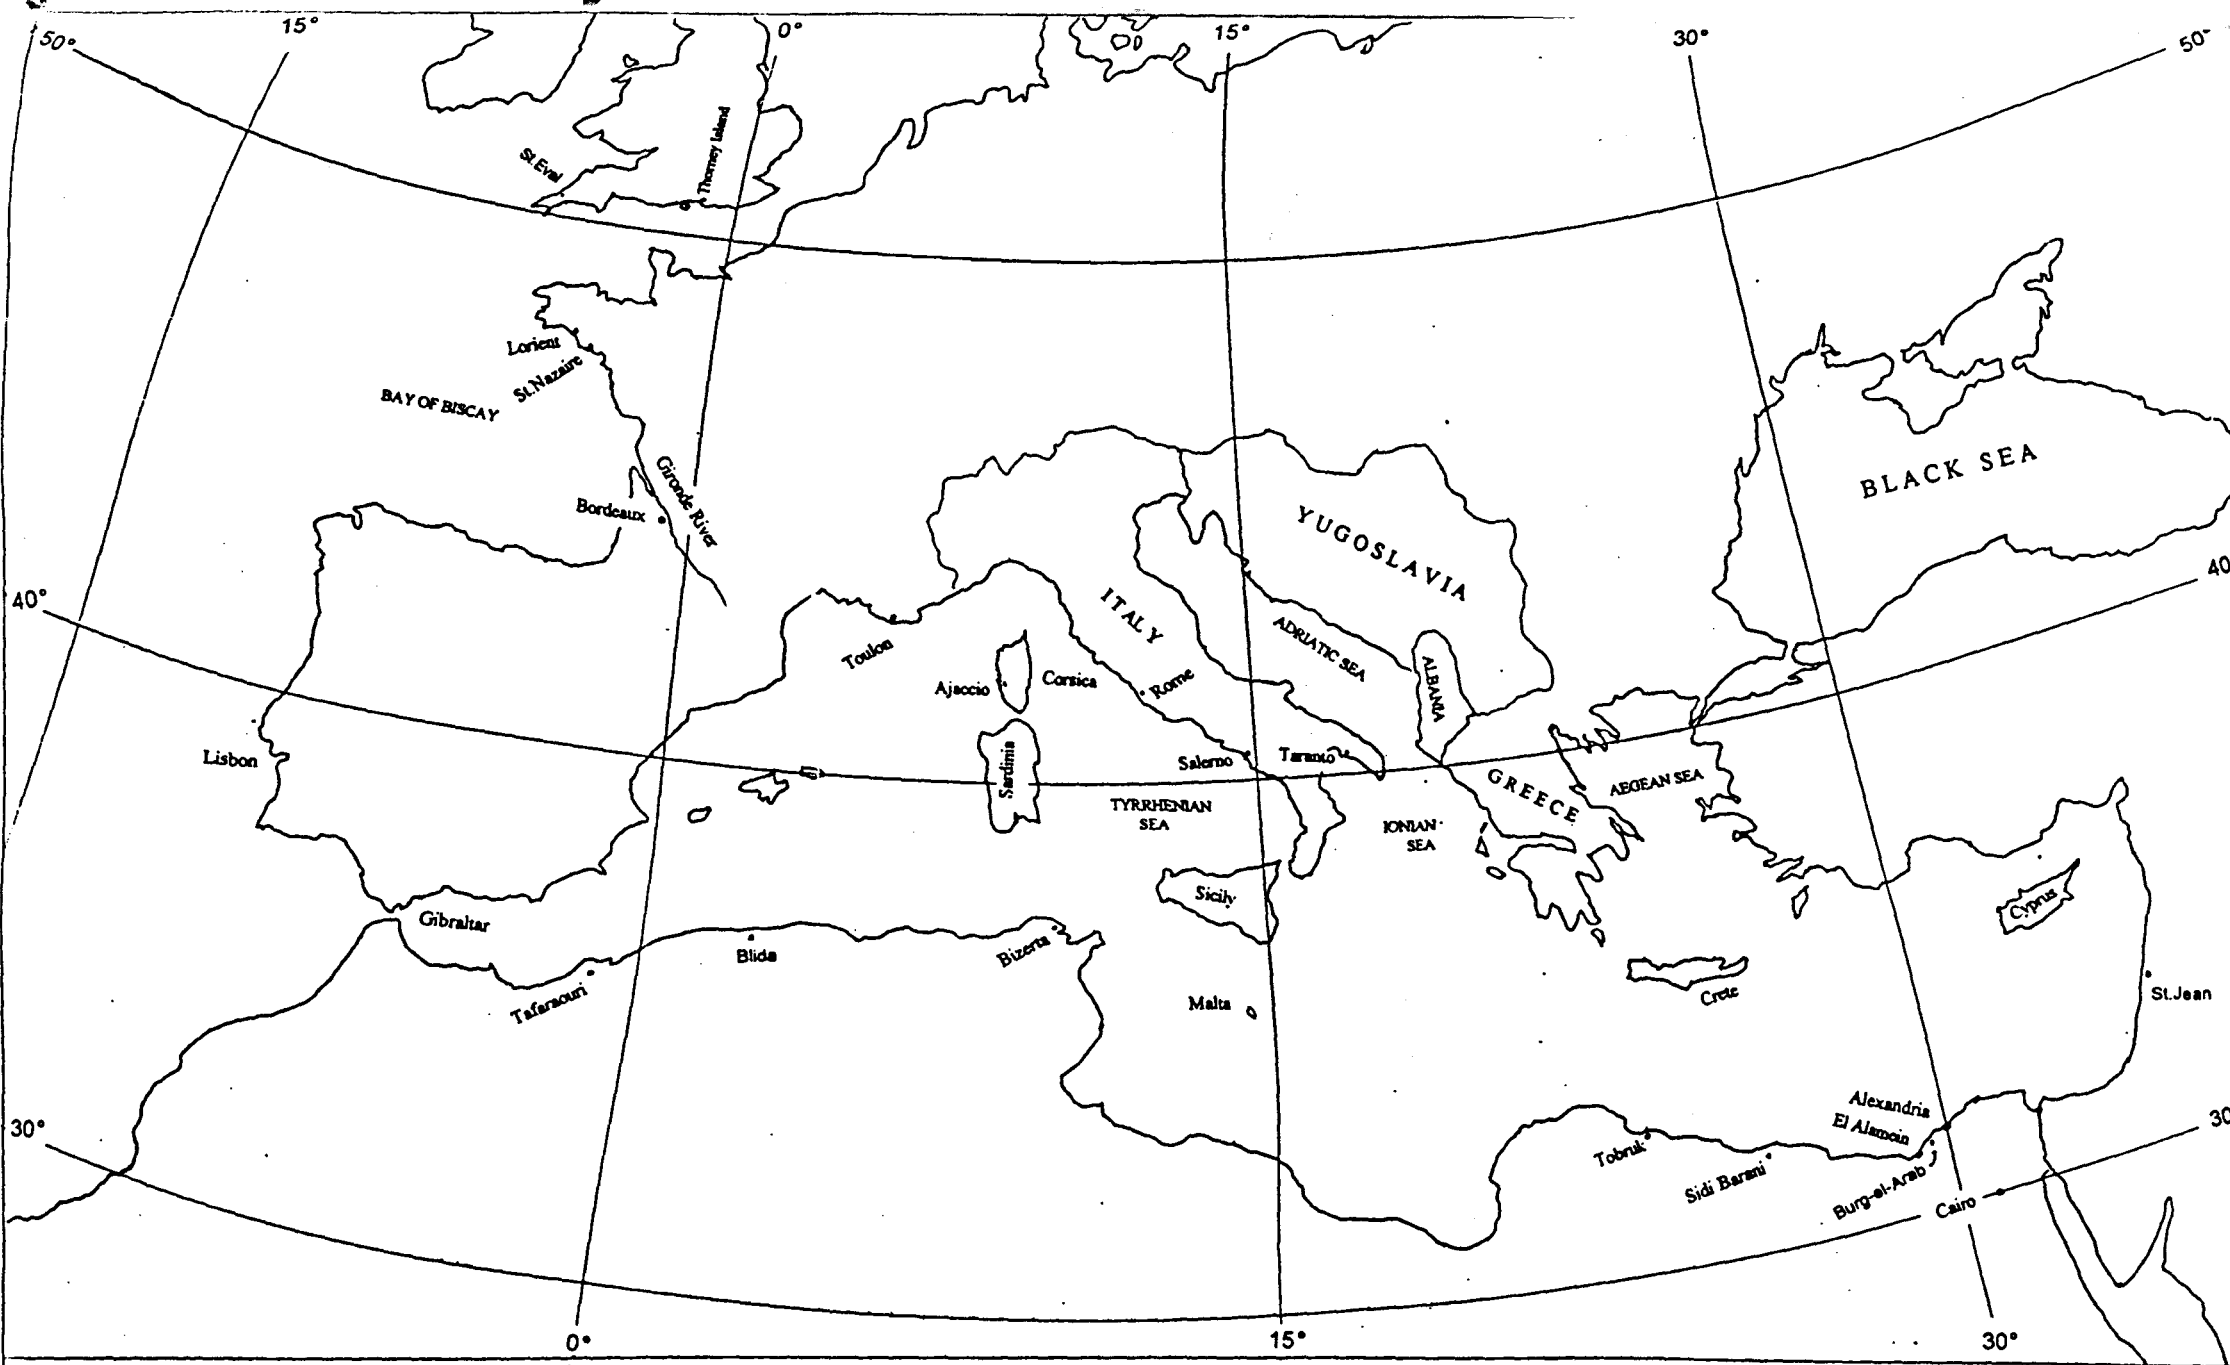 50°
15°
0°
15°
30°
50°
Thorney Island
St.Eval
Lorient
St.Nazaire
BAY OF BISCAY
BLACK SEA
Gironde River
Bordeaux
YUGOSLAVIA
40°
40
ITALY
ADRIATIC SEA
Toulon
Ajaccio
Corsica
Rome
ALBANIA
Lisbon
Sardinia
Salerno
Taranto
GREECE
AEGEAN SEA
TYRRHENIAN
SEA
IONIAN
SEA
Sicily
Cyprus
Gibraltar
Blida
Bizerta
Tafaraouri
Malta
Crete
St.Jean
30°
Alexandria
El Alamein
30
Tobruk
Sidi Barani
Burg-el-Arab
Cairo
0°
15°
30°